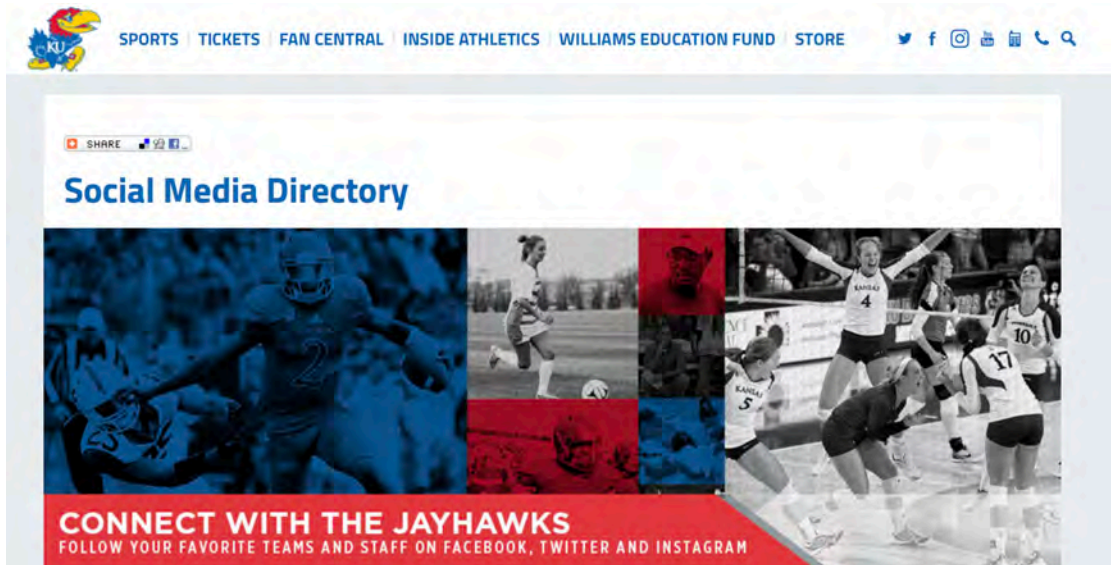 KU
SPORTS TICKETS FAN CENTRAL INSIDE ATHLETICS WILLIAMS EDUCATION FUND STORE
SHARE
Social Media Directory
2
KANSAS
4
10
17
KANSAS
5
CONNECT WITH THE JAYHAWKS
FOLLOW YOUR FAVORITE TEAMS AND STAFF ON FACEBOOK, TWITTER AND INSTAGRAM